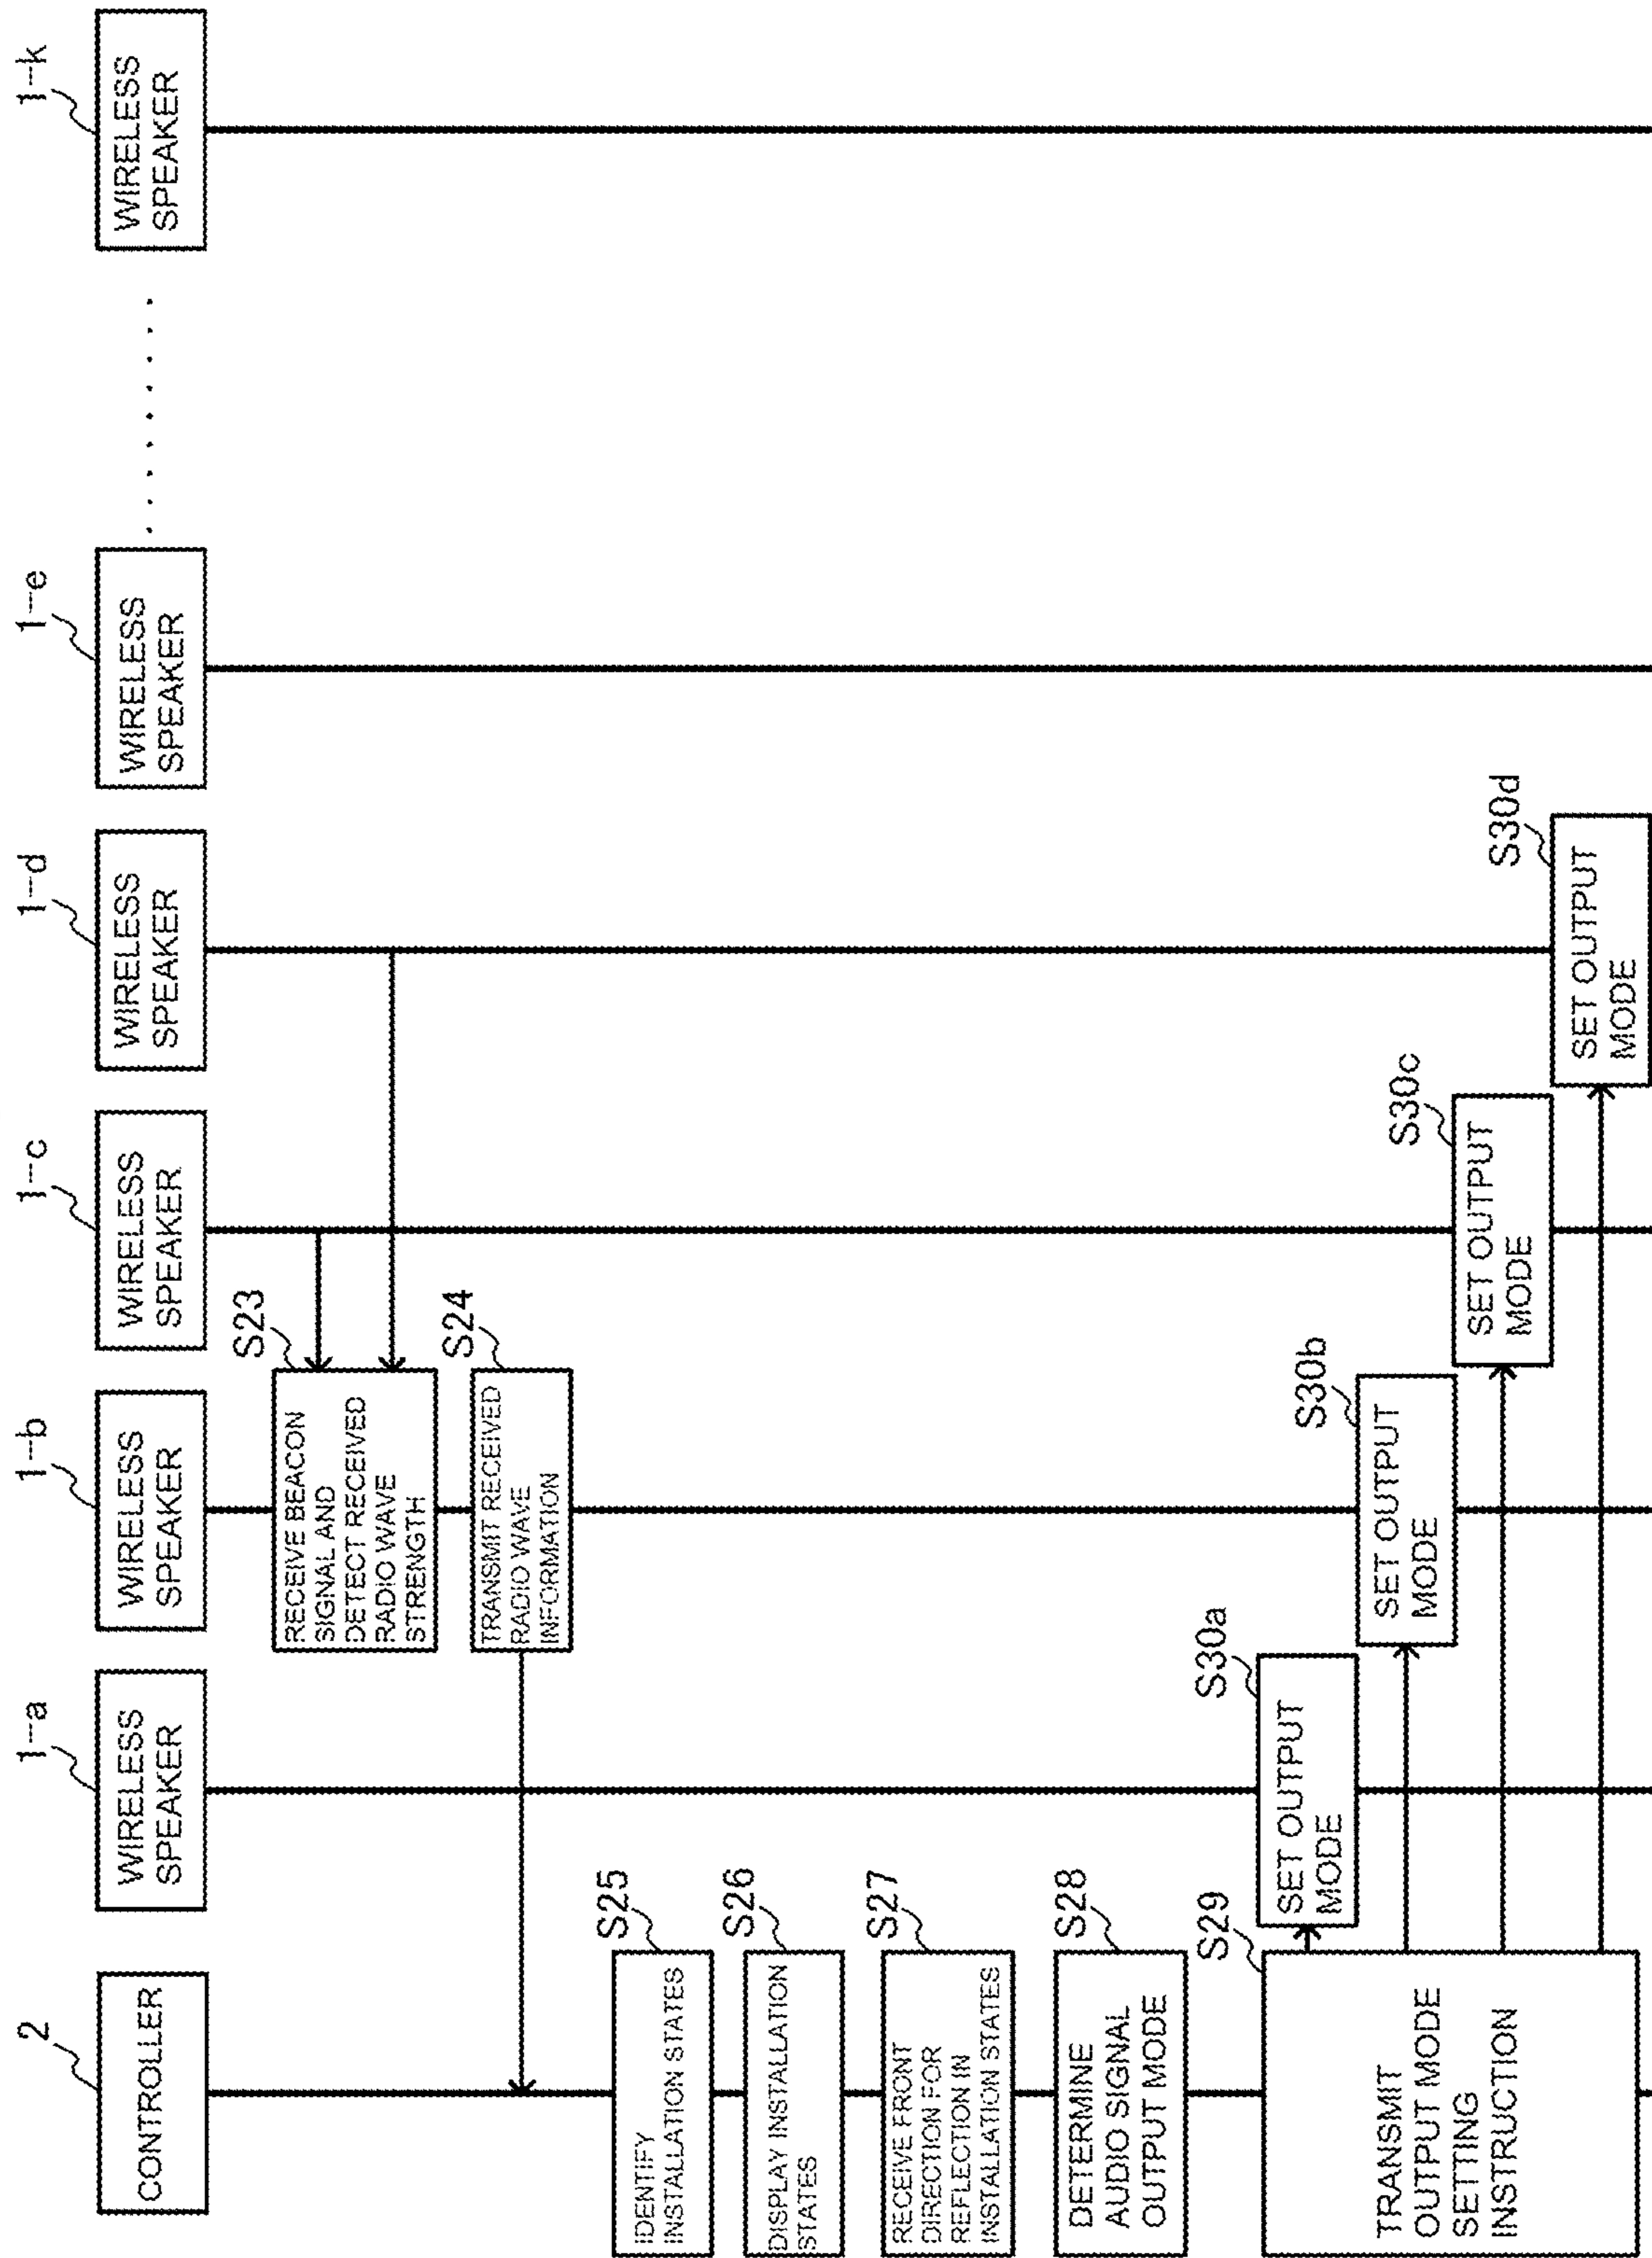 2
CONTROLLER
1--a
WIRELESS
SPEAKER
1--b
WIRELESS
SPEAKER
1--c
WIRELESS
SPEAKER
1--d
WIRELESS
SPEAKER
1--e
WIRELESS
SPEAKER
. . . . . . . . .
1--k
WIRELESS
SPEAKER
S23
RECEIVE BEACON
SIGNAL AND
DETECT RECEIVED
RADIO WAVE
STRENGTH
S24
TRANSMIT RECEIVED
RADIO WAVE
INFORMATION
S25
IDENTIFY
INSTALLATION STATES
S26
DISPLAY INSTALLATION
STATES
S27
RECEIVE FRONT
DIRECTION FOR
REFLECTION IN
INSTALLATION STATES
S28
DETERMINE
AUDIO SIGNAL
OUTPUT MODE
S29
TRANSMIT
OUTPUT MODE
SETTING
INSTRUCTION
S30a
SET OUTPUT
MODE
S30b
SET OUTPUT
MODE
S30c
SET OUTPUT
MODE
S30d
SET OUTPUT
MODE